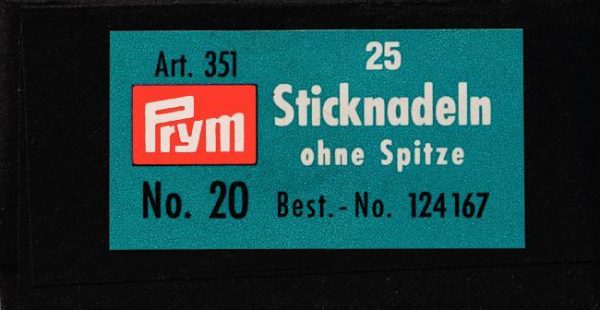 Art. 351
Prym
No. 20
25
Sticknadeln
ohne Spitze
Best.-No. 124167